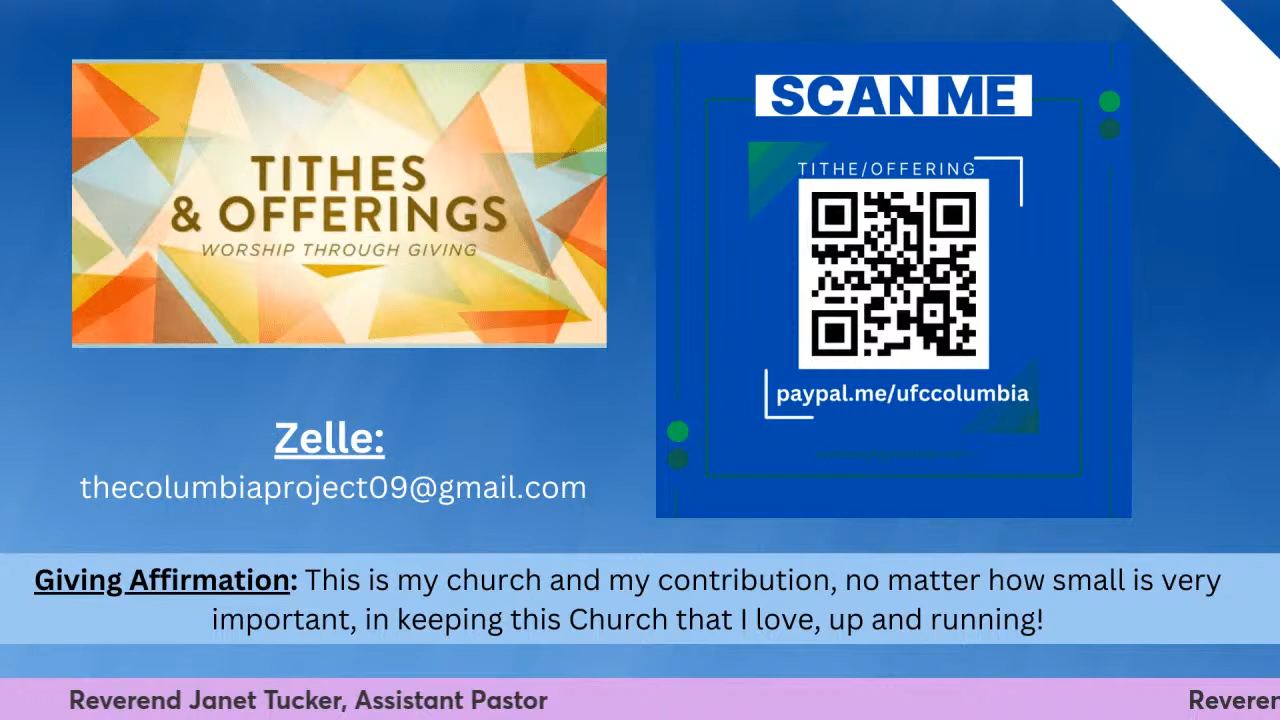 TITHES
& OFFERINGS
WORSHIP THROUGH GIVING
SCAN ME
TITHE/OFFERING
paypal.me/ufccolumbia
Zelle:
thecolumbiaproject09@gmail.com
Giving Affirmation: This is my church and my contribution, no matter how small is very
important, in keeping this Church that I love, up and running!
Reverend Janet Tucker, Assistant Pastor